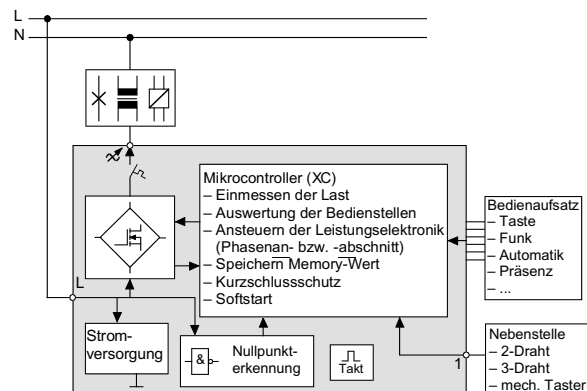 L
N
Mikrocontroller (XC)
– Einmessen der Last
– Auswertung der Bedienstellen
– Ansteuern der Leistungselektronik
(Phasenan- bzw. -abschnitt)
– Speichern Memory-Wert
– Kurzschlussschutz
– Softstart
Bedienaufsatz
– Taste
– Funk
– Automatik
– Präsenz
– ...
L
Strom-
versorgung
&
Nullpunkt-
erkennung
Takt
1
Nebenstelle
– 2-Draht
– 3-Draht
– mech. Taster